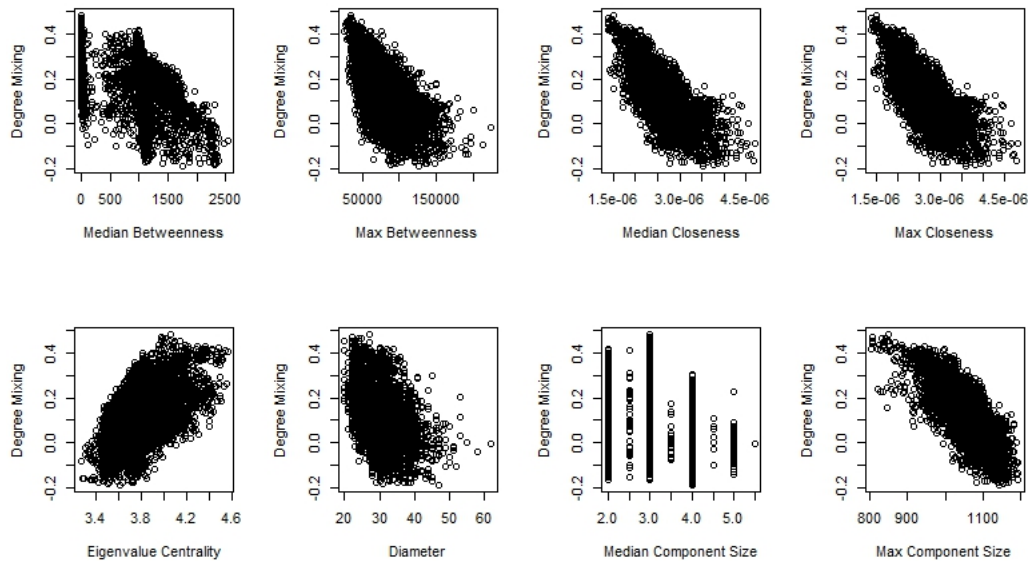 Degree Mixing
-0.2 0.0 0.2 0.4
0 500 1500 2500
Median Betweenness
Degree Mixing
-0.2 0.0 0.2 0.4
50000 150000
Max Betweenness
Degree Mixing
-0.2 0.0 0.2 0.4
1.5e-06 3.0e-06 4.5e-06
Median Closeness
Degree Mixing
-0.2 0.0 0.2 0.4
1.5e-06 3.0e-06 4.5e-06
Max Closeness
Degree Mixing
-0.2 0.0 0.2 0.4
3.4 3.8 4.2 4.6
Eigenvalue Centrality
Degree Mixing
-0.2 0.0 0.2 0.4
20 30 40 50 60
Diameter
Degree Mixing
-0.2 0.0 0.2 0.4
2.0 3.0 4.0 5.0
Median Component Size
Degree Mixing
-0.2 0.0 0.2 0.4
800 900 1100
Max Component Size